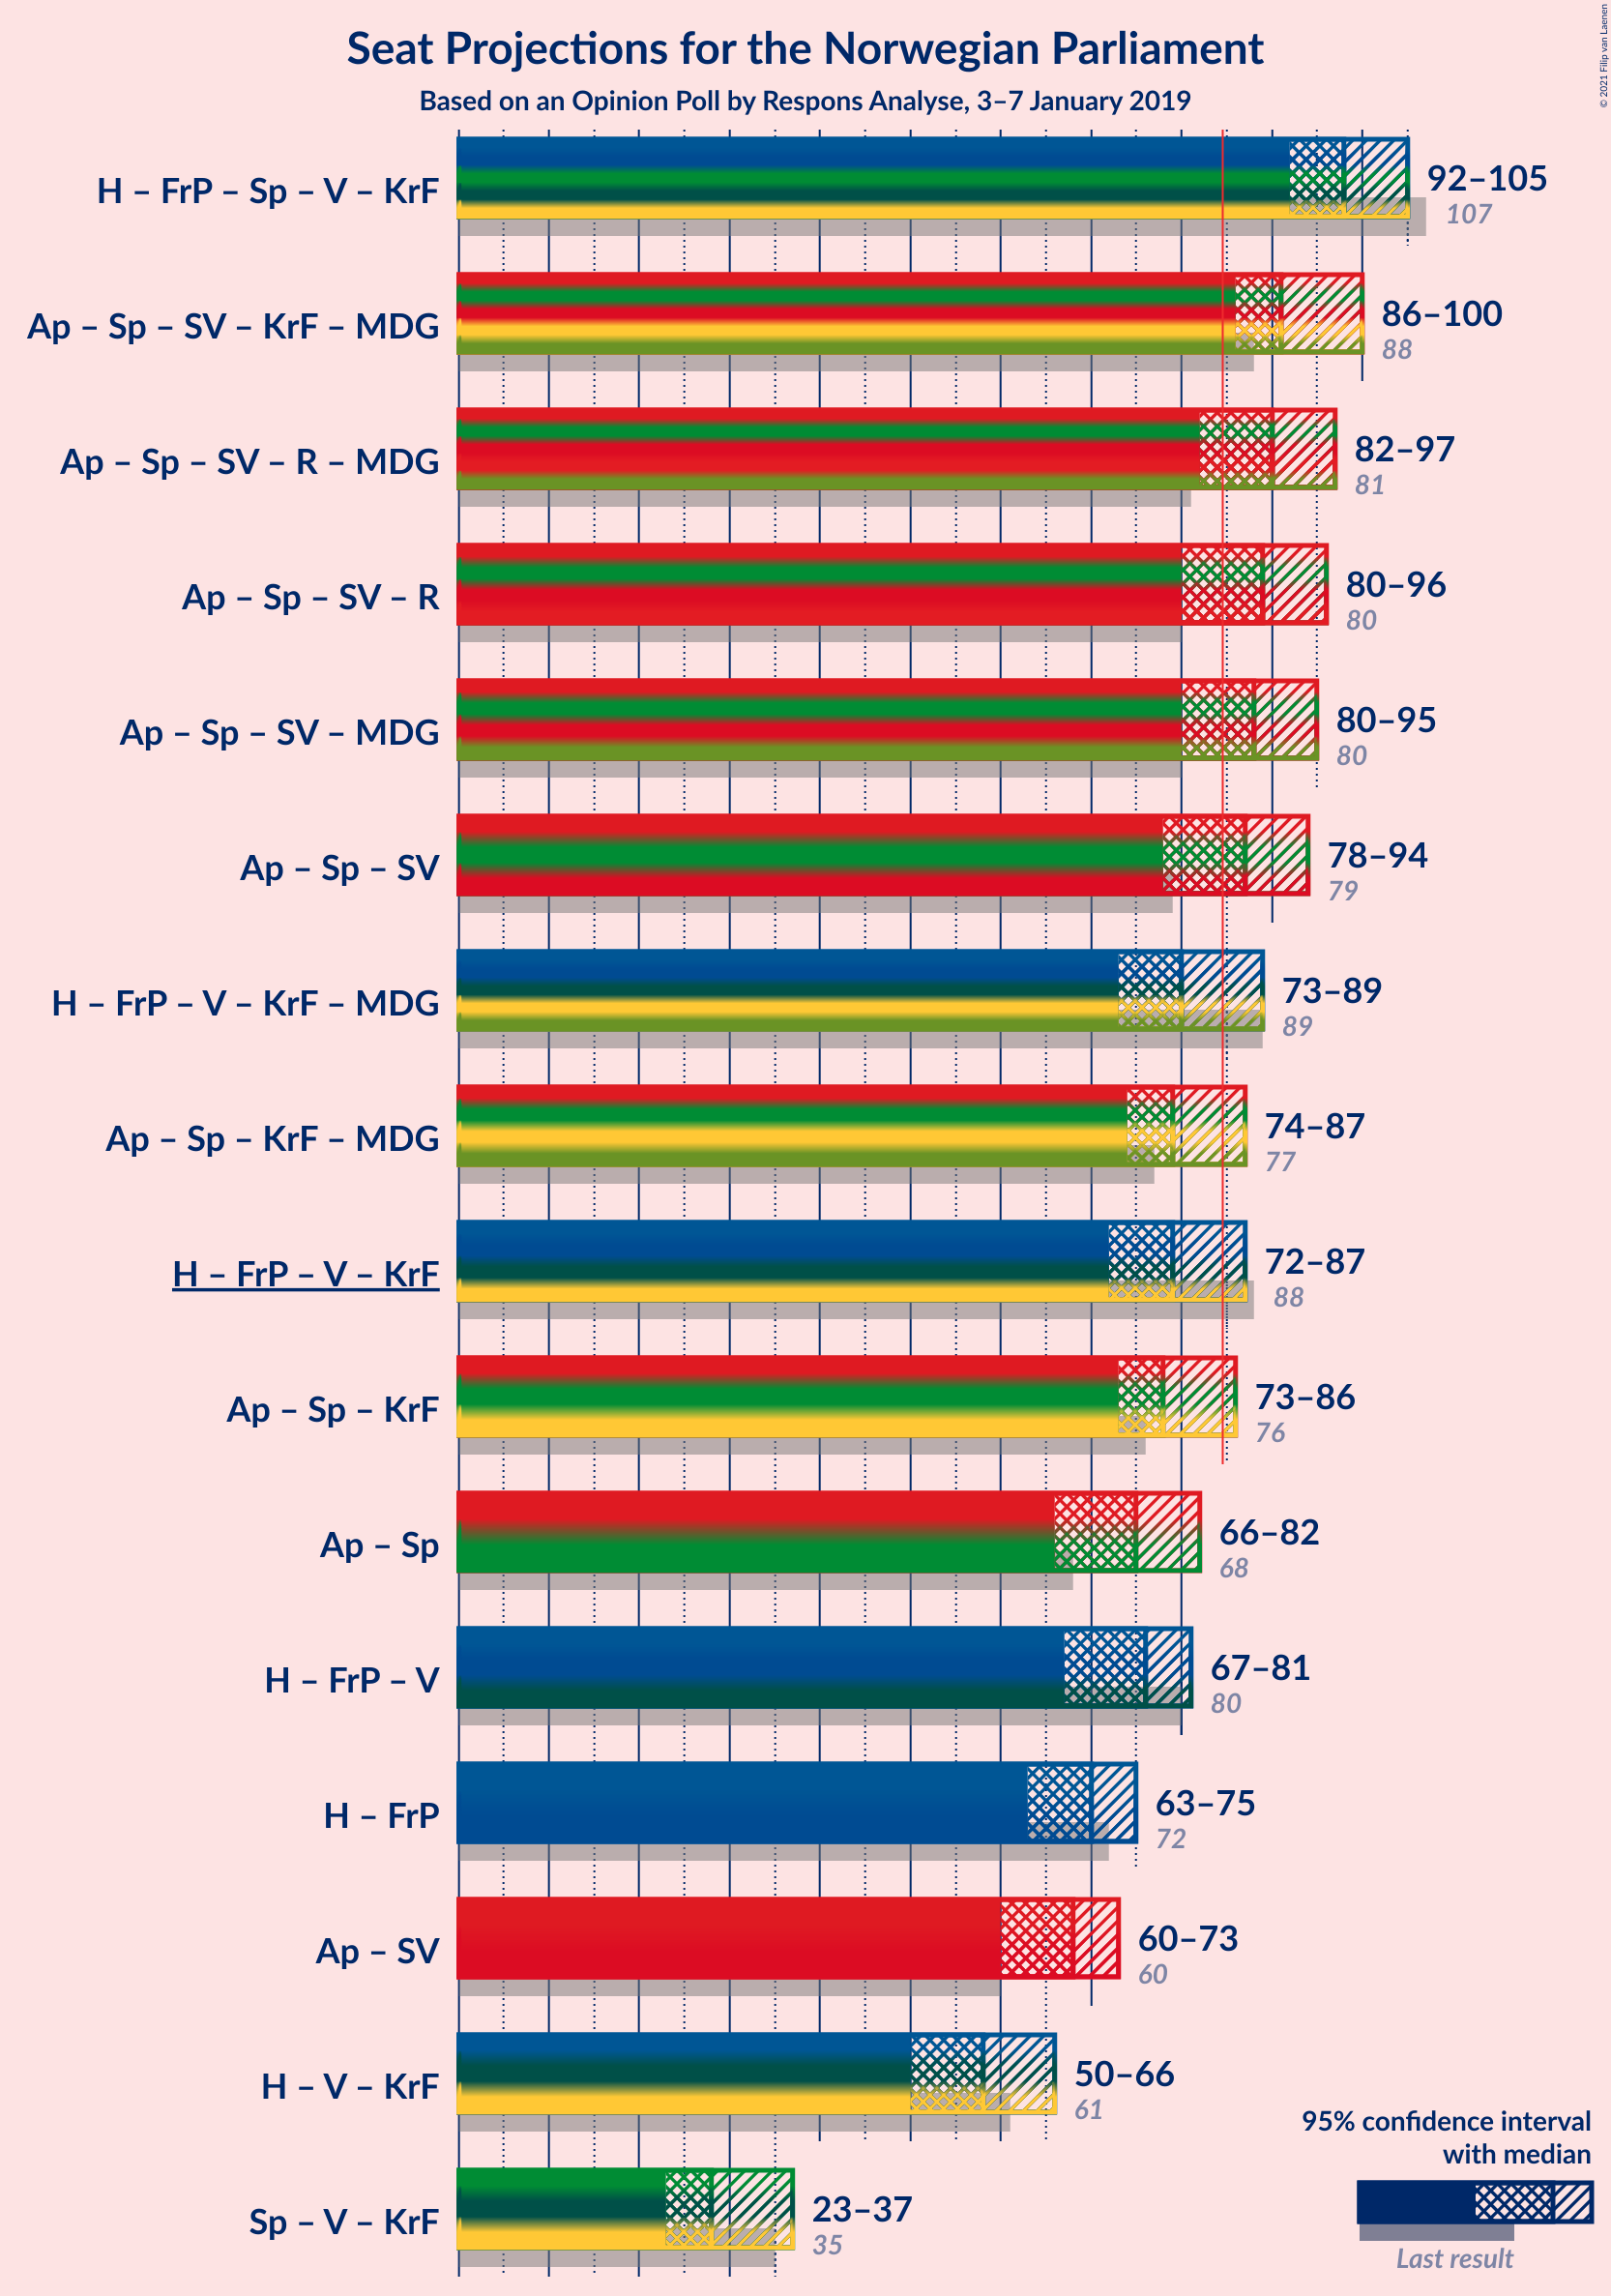 Seat Projections for the Norwegian Parliament
Based on an Opinion Poll by Respons Analyse, 3–7 January 2019
© 2021 Filip van Laenen
H – FrP – Sp – V – KrF
92–105
107
Ap – Sp – SV – KrF – MDG
86–100
88
Ap – Sp – SV – R – MDG
82–97
81
Ap – Sp – SV – R
80–96
80
Ap – Sp – SV – MDG
80–95
80
Ap – Sp – SV
78–94
79
H – FrP – V – KrF – MDG
73–89
89
Ap – Sp – KrF – MDG
74–87
77
H – FrP – V – KrF
72–87
88
Ap – Sp – KrF
73–86
76
Ap – Sp
66–82
68
H – FrP – V
67–81
80
H – FrP
63–75
72
Ap – SV
60–73
60
H – V – KrF
50–66
61
Sp – V – KrF
23–37
35
95% confidence interval
with median
Last result